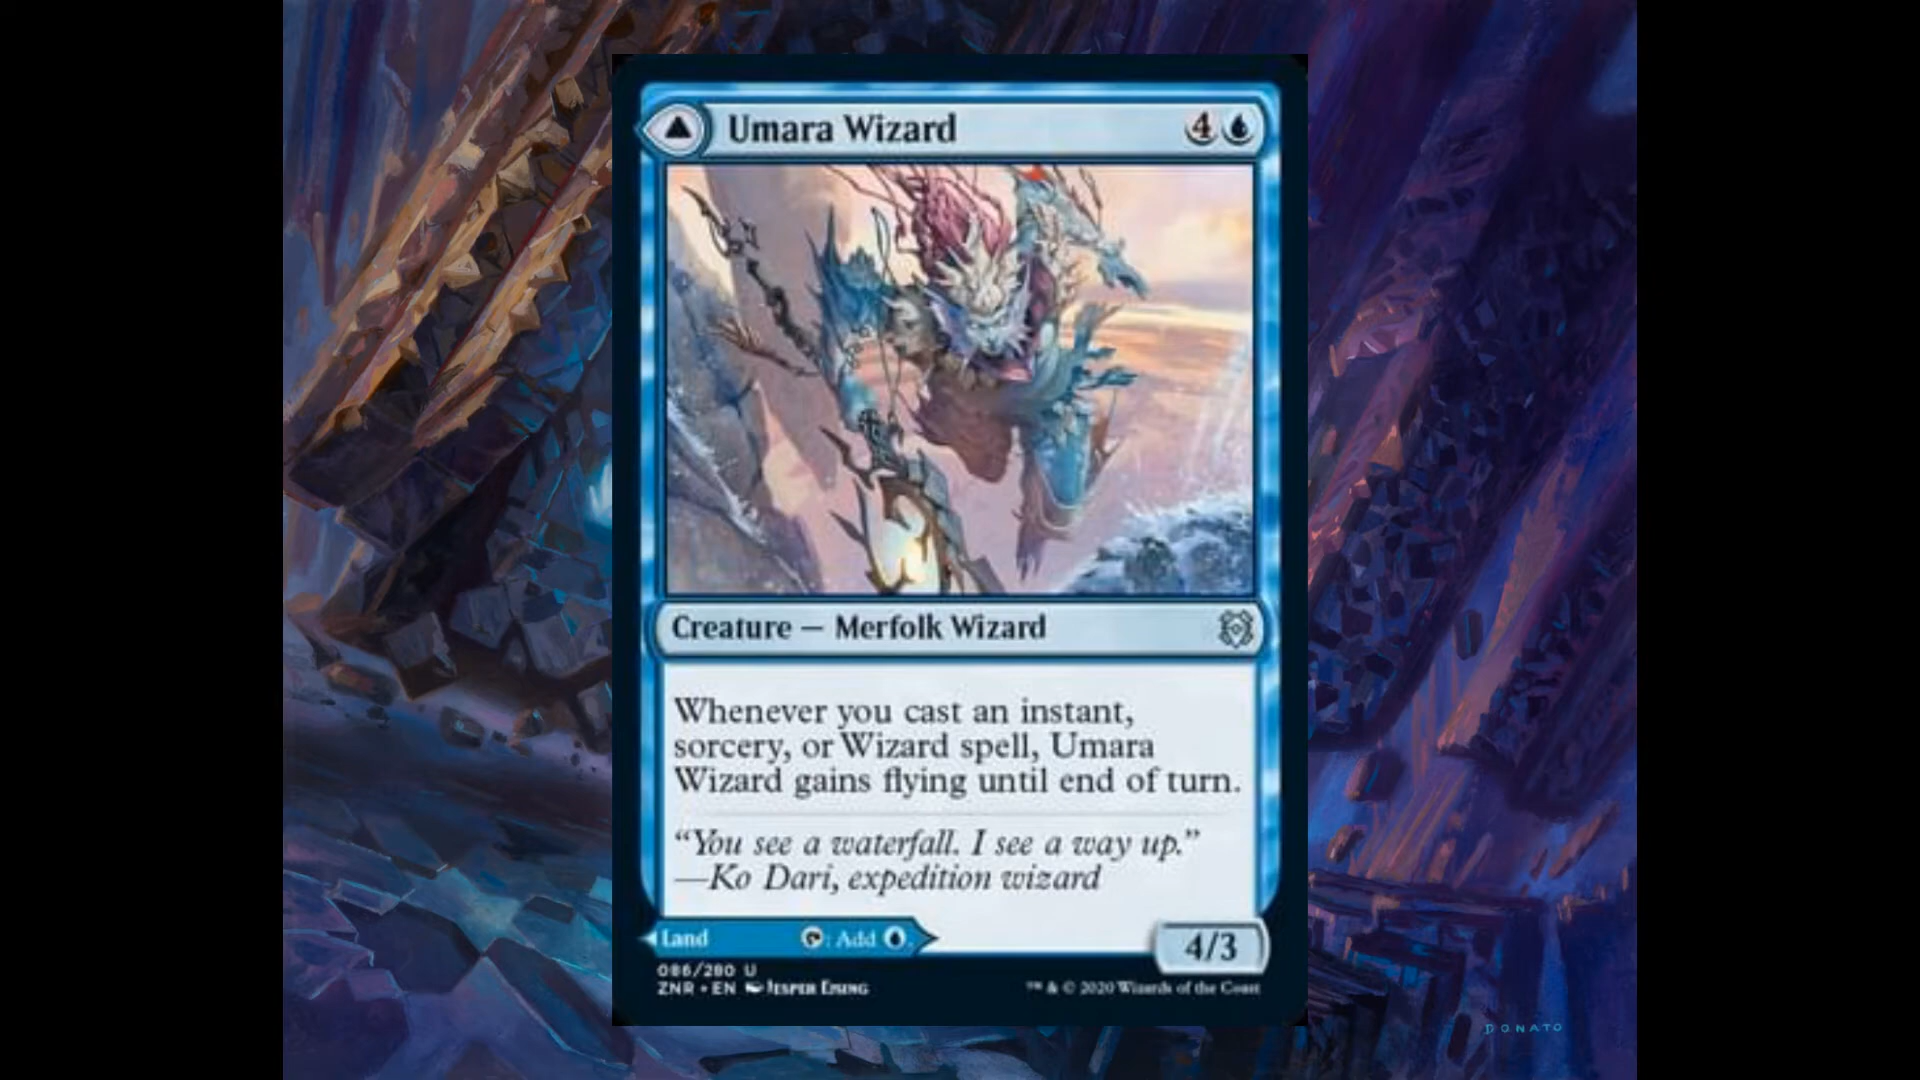 Umara Wizard
4
Creature — Merfolk Wizard
Whenever you cast an instant,
sorcery, or Wizard spell, Umara
Wizard gains flying until end of turn.
“You see a waterfall. I see a way up.”
—Ko Dari, expedition wizard
Land : Add .
4/3
086/280 U
ZNR • EN Jesper Ejsing
™ & © 2020 Wizards of the Coast
DONATO